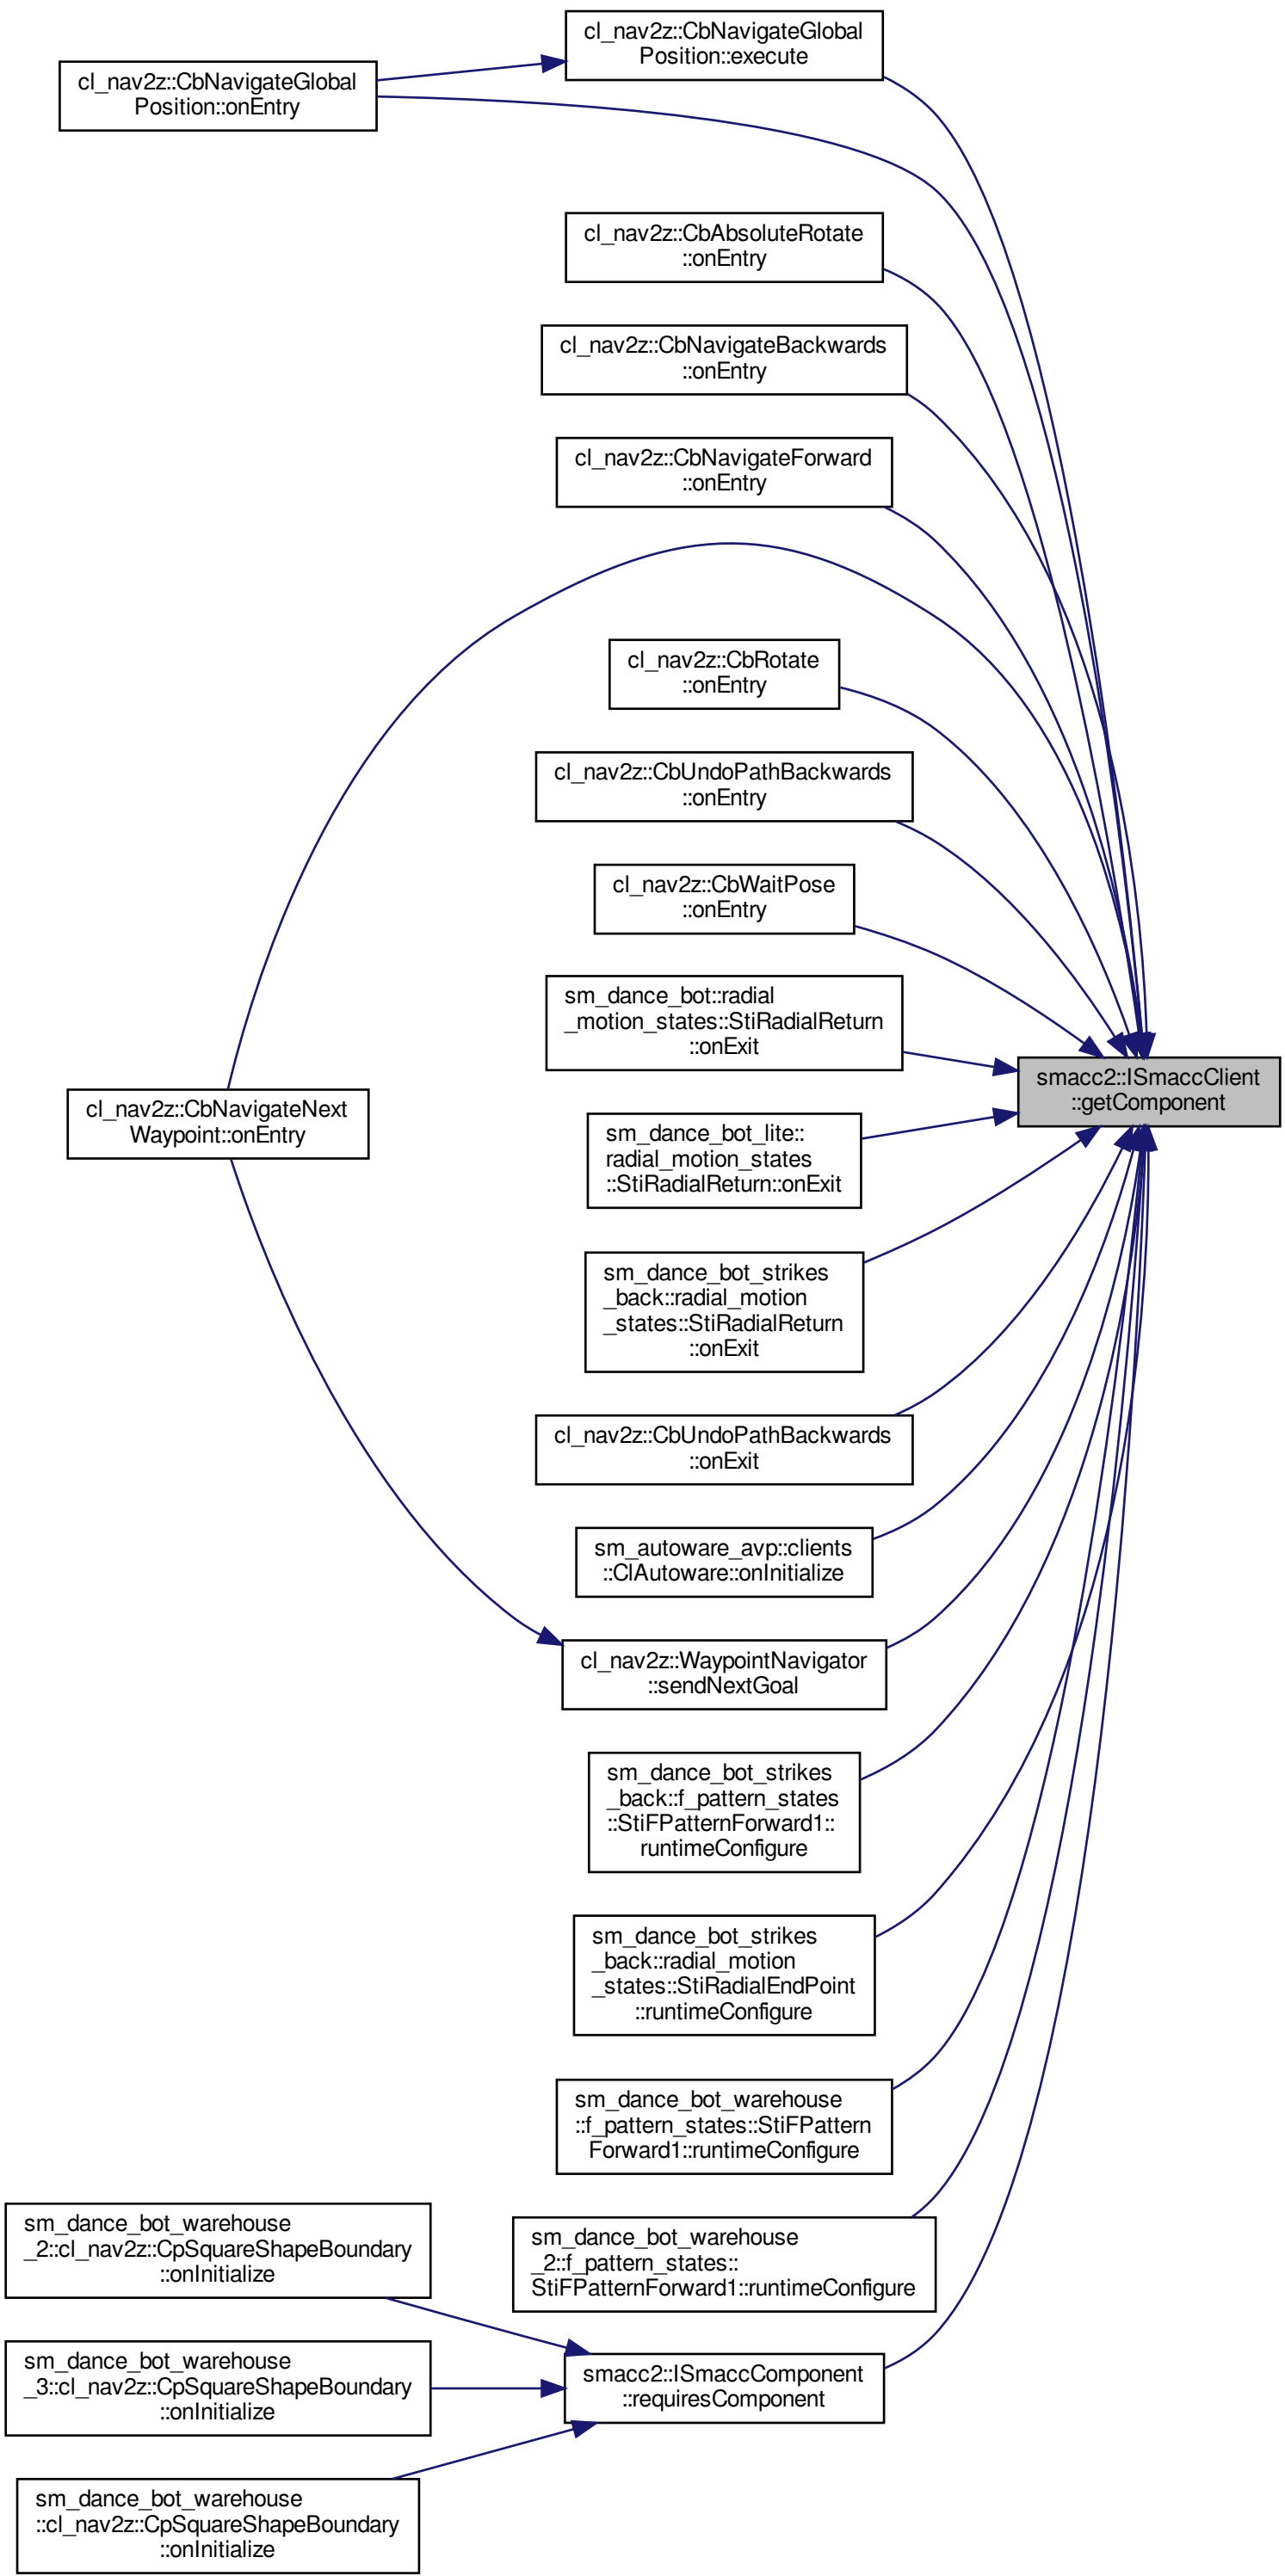 cl_nav2z::CbNavigateGlobal
Position::execute
cl_nav2z::CbNavigateGlobal
Position::onEntry
cl_nav2z::CbAbsoluteRotate
::onEntry
cl_nav2z::CbNavigateBackwards
::onEntry
cl_nav2z::CbNavigateForward
::onEntry
cl_nav2z::CbRotate
::onEntry
cl_nav2z::CbUndoPathBackwards
::onEntry
cl_nav2z::CbWaitPose
::onEntry
sm_dance_bot::radial
_motion_states::StiRadialReturn
::onExit
smacc2::ISmaccClient
::getComponent
cl_nav2z::CbNavigateNext
Waypoint::onEntry
sm_dance_bot_lite::
radial_motion_states
::StiRadialReturn::onExit
sm_dance_bot_strikes
_back::radial_motion
_states::StiRadialReturn
::onExit
cl_nav2z::CbUndoPathBackwards
::onExit
sm_autoware_avp::clients
::ClAutoware::onInitialize
cl_nav2z::WaypointNavigator
::sendNextGoal
sm_dance_bot_strikes
_back::f_pattern_states
::StiFPatternForward1::
runtimeConfigure
sm_dance_bot_strikes
_back::radial_motion
_states::StiRadialEndPoint
::runtimeConfigure
sm_dance_bot_warehouse
::f_pattern_states::StiFPattern
Forward1::runtimeConfigure
sm_dance_bot_warehouse
_2::cl_nav2z::CpSquareShapeBoundary
::onInitialize
sm_dance_bot_warehouse
_2::f_pattern_states::
StiFPatternForward1::runtimeConfigure
sm_dance_bot_warehouse
_3::cl_nav2z::CpSquareShapeBoundary
::onInitialize
smacc2::ISmaccComponent
::requiresComponent
sm_dance_bot_warehouse
::cl_nav2z::CpSquareShapeBoundary
::onInitialize